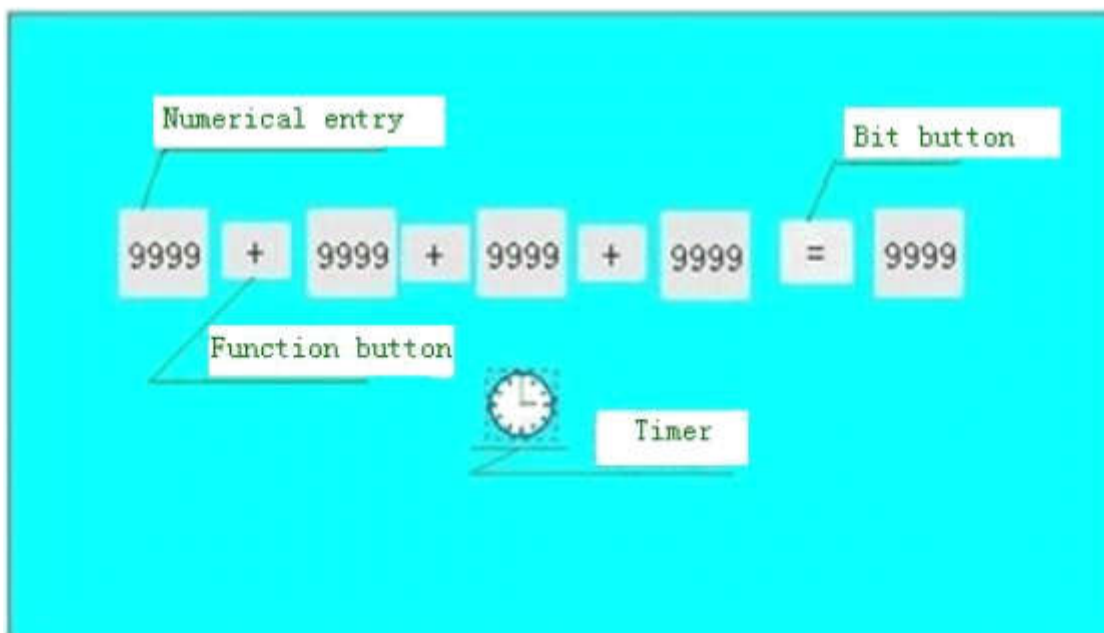 Numerical entry
Bit button
9999 + 9999 + 9999 + 9999 = 9999
Function button
Timer